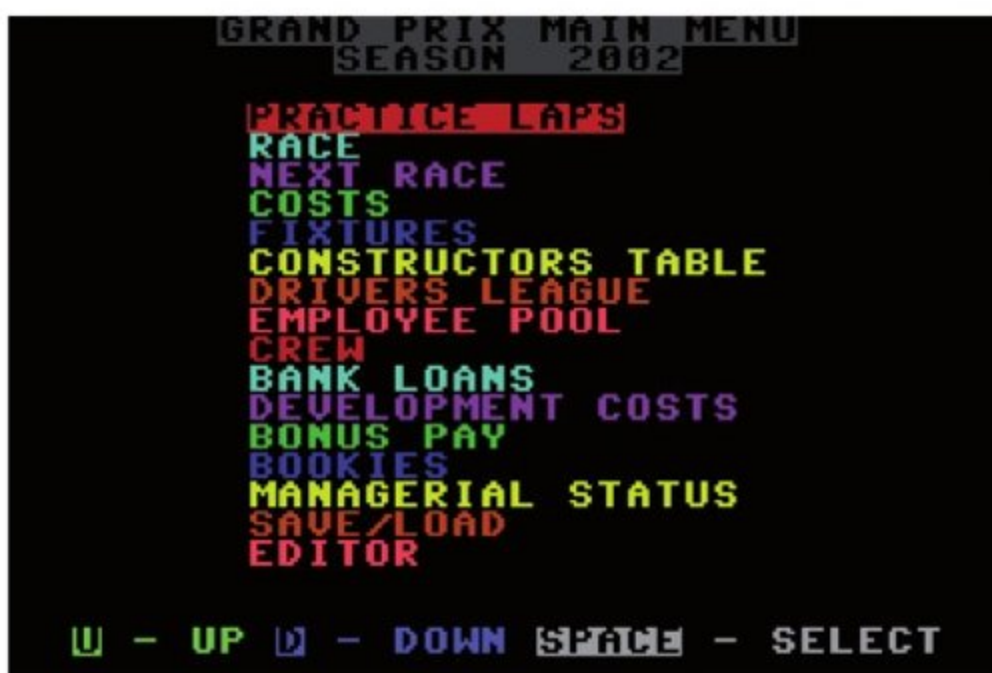 GRAND PRIX MAIN MENU
SEASON 2002
PRACTICE LAPS
RACE
NEXT RACE
COSTS
FIXTURES
CONSTRUCTORS TABLE
DRIVERS LEAGUE
EMPLOYEE POOL
CREW
BANK LOANS
DEVELOPMENT COSTS
BONUS PAY
BOOKIES
MANAGERIAL STATUS
SAVE/LOAD
EDITOR
U - UP D - DOWN SPACE - SELECT